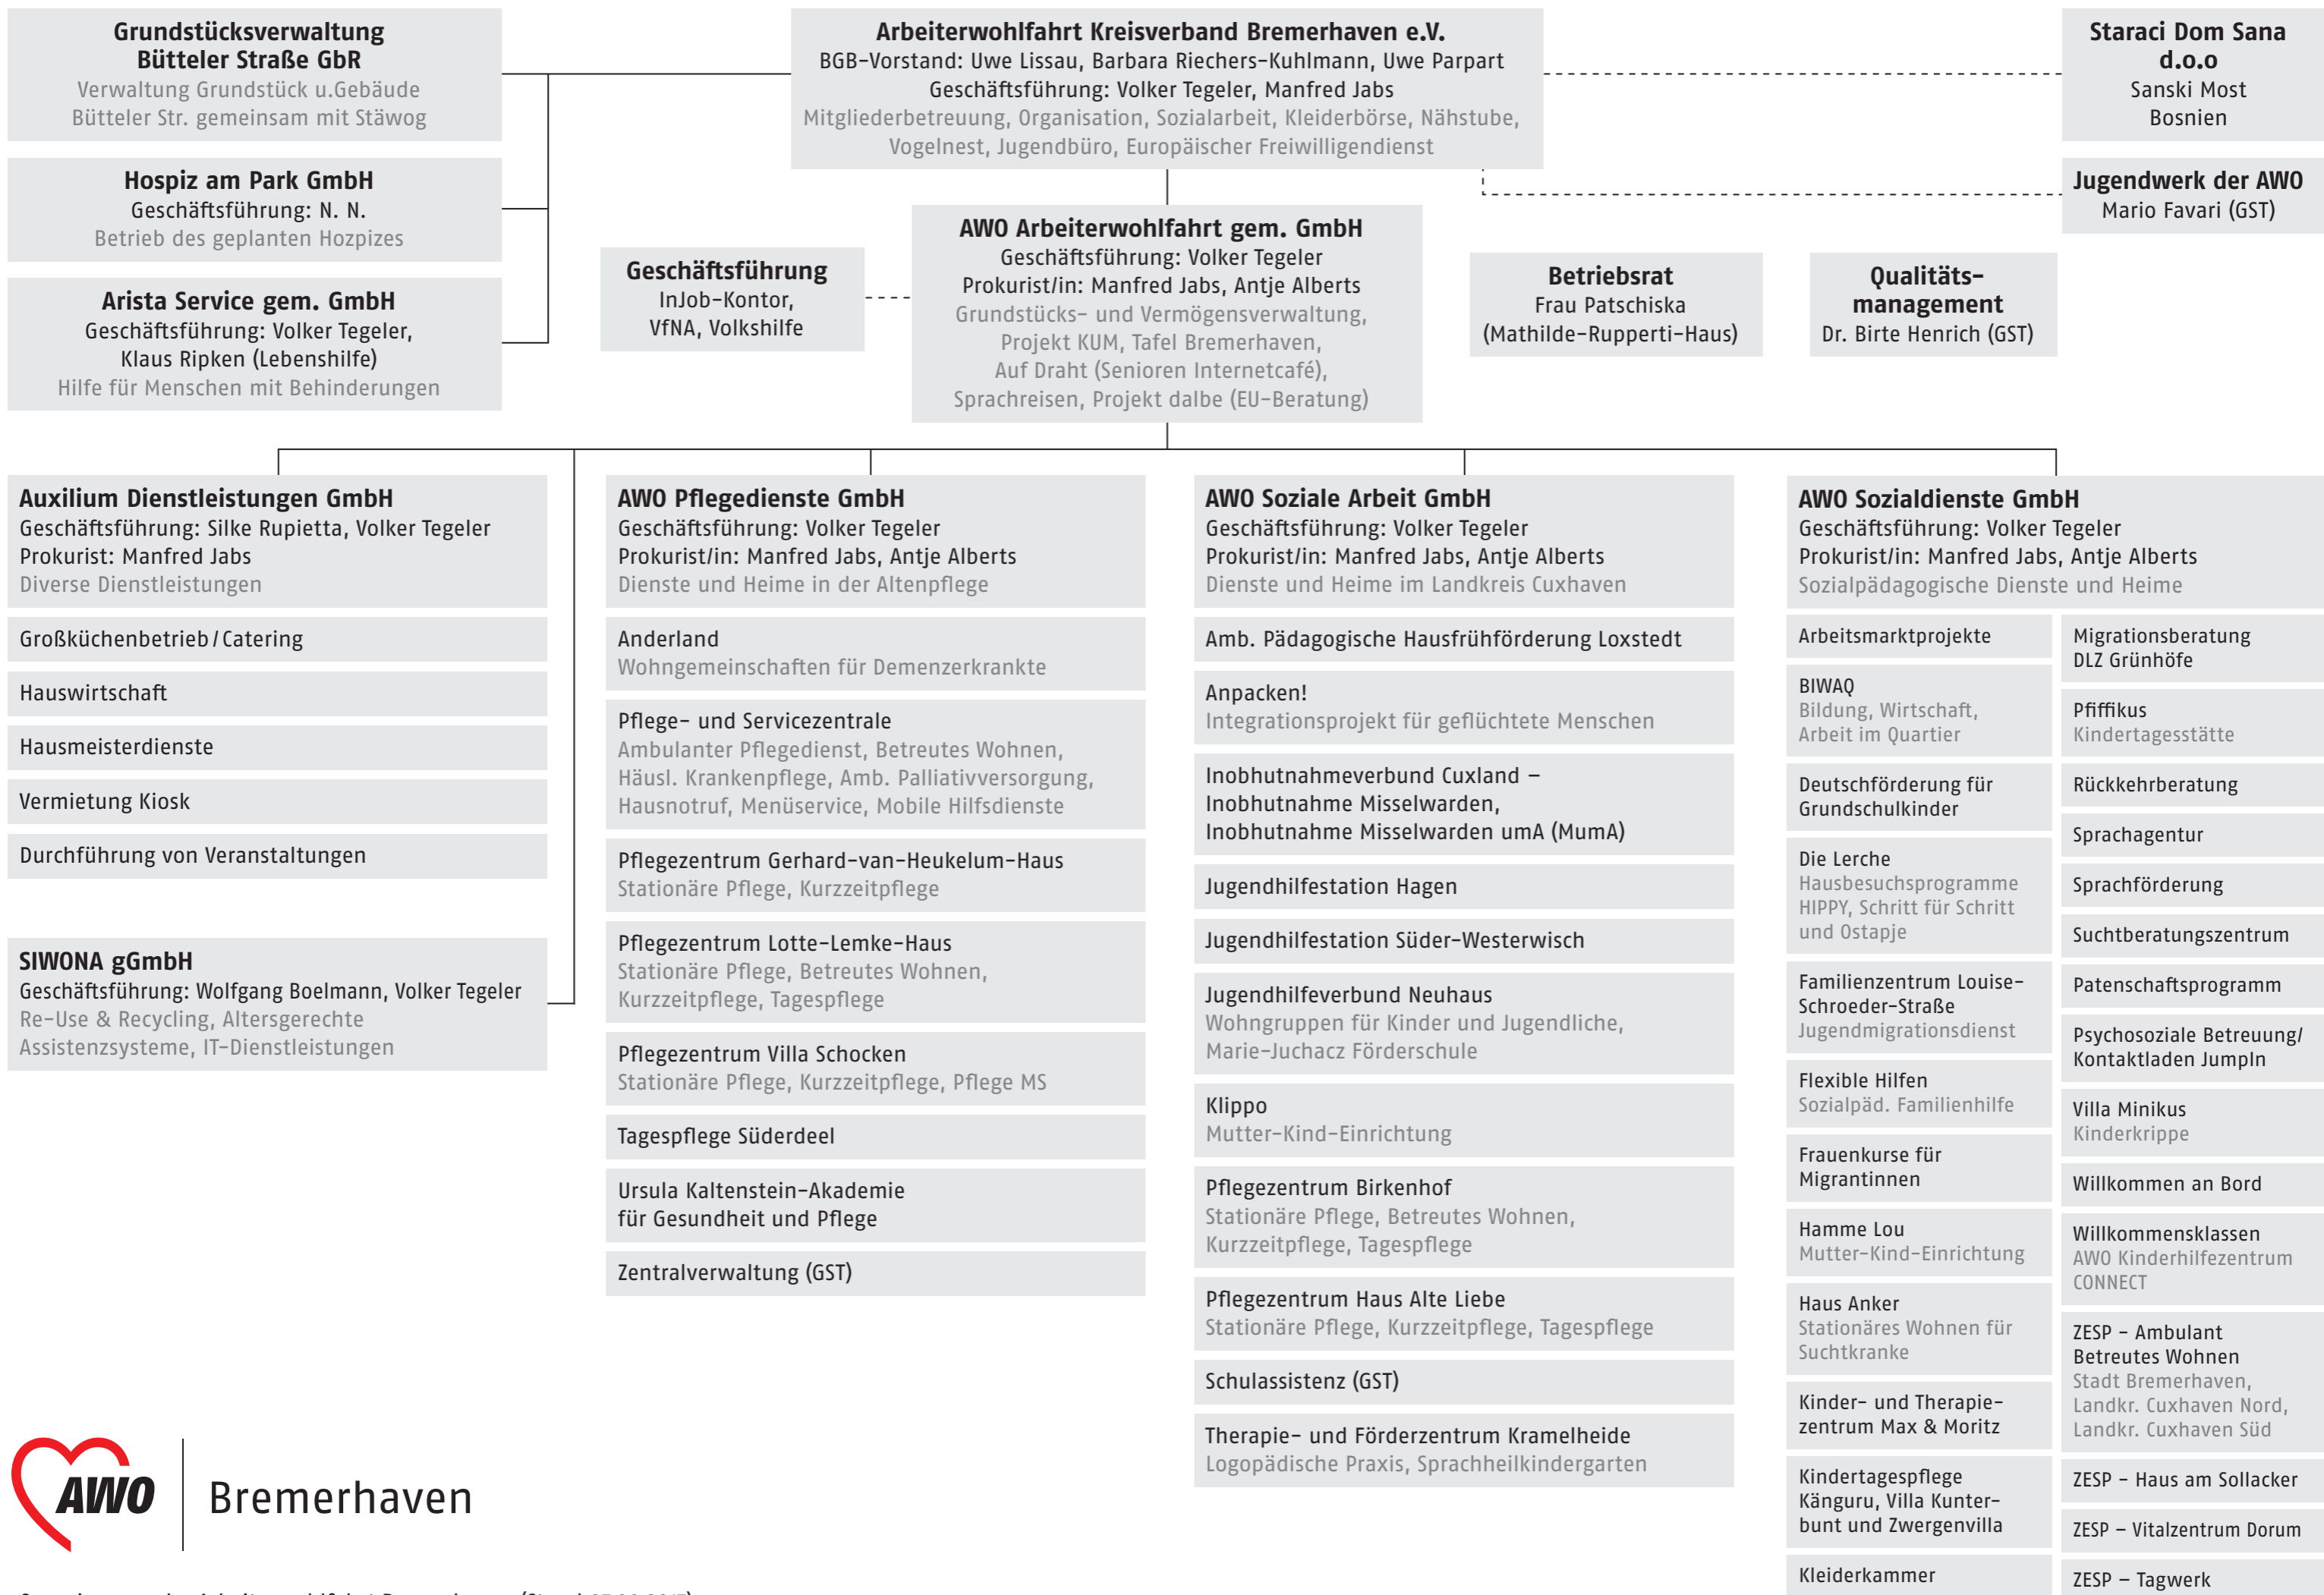 Grundstücksverwaltung
Bütteler Straße GbR
Verwaltung Grundstück u.Gebäude
Bütteler Str. gemeinsam mit Stäwog
Hospiz am Park GmbH
Geschäftsführung: N. N.
Betrieb des geplanten Hozpizes
Arista Service gem. GmbH
Geschäftsführung: Volker Tegeler,
Klaus Ripken (Lebenshilfe)
Hilfe für Menschen mit Behinderungen
Arbeiterwohlfahrt Kreisverband Bremerhaven e.V.
BGB-Vorstand: Uwe Lissau, Barbara Riechers-Kuhlmann, Uwe Parpart
Geschäftsführung: Volker Tegeler, Manfred Jabs
Mitgliederbetreuung, Organisation, Sozialarbeit, Kleiderbörse, Nähstube,
Vogelnest, Jugendbüro, Europäischer Freiwilligendienst
Staraci Dom Sana
d.o.o
Sanski Most
Bosnien
Jugendwerk der AWO
Mario Favari (GST)
Geschäftsführung
InJob-Kontor,
VfNA, Volkshilfe
AWO Arbeiterwohlfahrt gem. GmbH
Geschäftsführung: Volker Tegeler
Prokurist/in: Manfred Jabs, Antje Alberts
Grundstücks- und Vermögensverwaltung,
Projekt KUM, Tafel Bremerhaven,
Auf Draht (Senioren Internetcafé),
Sprachreisen, Projekt dalbe (EU-Beratung)
Betriebsrat
Frau Patschiska
(Mathilde-Rupperti-Haus)
Qualitäts-
management
Dr. Birte Henrich (GST)
Auxilium Dienstleistungen GmbH
Geschäftsführung: Silke Rupietta, Volker Tegeler
Prokurist: Manfred Jabs
Diverse Dienstleistungen
Großküchenbetrieb/Catering
Hauswirtschaft
Hausmeisterdienste
Vermietung Kiosk
Durchführung von Veranstaltungen
SIWONA gGmbH
Geschäftsführung: Wolfgang Boelmann, Volker Tegeler
Re-Use & Recycling, Altersgerechte
Assistenzsysteme, IT-Dienstleistungen
AWO Pflegedienste GmbH
Geschäftsführung: Volker Tegeler
Prokurist/in: Manfred Jabs, Antje Alberts
Dienste und Heime in der Altenpflege
Anderland
Wohngemeinschaften für Demenzerkrankte
Pflege- und Servicezentrale
Ambulanter Pflegedienst, Betreutes Wohnen,
Häusl. Krankenpflege, Amb. Palliativversorgung,
Hausnotruf, Menüservice, Mobile Hilfsdienste
Pflegezentrum Gerhard-van-Heukelum-Haus
Stationäre Pflege, Kurzzeitpflege
Pflegezentrum Lotte-Lemke-Haus
Stationäre Pflege, Betreutes Wohnen,
Kurzzeitpflege, Tagespflege
Pflegezentrum Villa Schocken
Stationäre Pflege, Kurzzeitpflege, Pflege MS
Tagespflege Süderdeel
Ursula Kaltenstein-Akademie
für Gesundheit und Pflege
Zentralverwaltung (GST)
AWO Soziale Arbeit GmbH
Geschäftsführung: Volker Tegeler
Prokurist/in: Manfred Jabs, Antje Alberts
Dienste und Heime im Landkreis Cuxhaven
Amb. Pädagogische Hausfrühförderung Loxstedt
Anpacken!
Integrationsprojekt für geflüchtete Menschen
Inobhutnahmeverbund Cuxland –
Inobhutnahme Misselwarden,
Inobhutnahme Misselwarden umA (MumA)
Jugendhilfestation Hagen
Jugendhilfestation Süder-Westerwisch
Jugendhilfeverbund Neuhaus
Wohngruppen für Kinder und Jugendliche,
Marie-Juchacz Förderschule
Klippo
Mutter-Kind-Einrichtung
Pflegezentrum Birkenhof
Stationäre Pflege, Betreutes Wohnen,
Kurzzeitpflege, Tagespflege
Pflegezentrum Haus Alte Liebe
Stationäre Pflege, Kurzzeitpflege, Tagespflege
Schulassistenz (GST)
Therapie- und Förderzentrum Kramelheide
Logopädische Praxis, Sprachheilkindergarten
AWO Sozialdienste GmbH
Geschäftsführung: Volker Tegeler
Prokurist/in: Manfred Jabs, Antje Alberts
Sozialpädagogische Dienste und Heime
Arbeitsmarktprojekte
BIWAQ
Bildung, Wirtschaft,
Arbeit im Quartier
Deutschförderung für
Grundschulkinder
Die Lerche
Hausbesuchsprogramme
HIPPY, Schritt für Schritt
und Ostapje
Familienzentrum Louise-
Schroeder-Straße
Jugendmigrationsdienst
Flexible Hilfen
Sozialpäd. Familienhilfe
Frauenkurse für
Migrantinnen
Hamme Lou
Mutter-Kind-Einrichtung
Haus Anker
Stationäres Wohnen für
Suchtkranke
Kinder- und Therapie-
zentrum Max & Moritz
Kindertagespflege
Känguru, Villa Kunter-
bunt und Zwergenvilla
Kleiderkammer
Migrationsberatung
DLZ Grünhöfe
Pfiffikus
Kindertagesstätte
Rückkehrberatung
Sprachagentur
Sprachförderung
Suchtberatungszentrum
Patenschaftsprogramm
Psychosoziale Betreuung/
Kontaktladen JumpIn
Villa Minikus
Kinderkrippe
Willkommen an Bord
Willkommensklassen
AWO Kinderhilfezentrum
CONNECT
ZESP - Ambulant
Betreutes Wohnen
Stadt Bremerhaven,
Landkr. Cuxhaven Nord,
Landkr. Cuxhaven Süd
ZESP - Haus am Sollacker
ZESP – Vitalzentrum Dorum
ZESP – Tagwerk
AWO
Bremerhaven